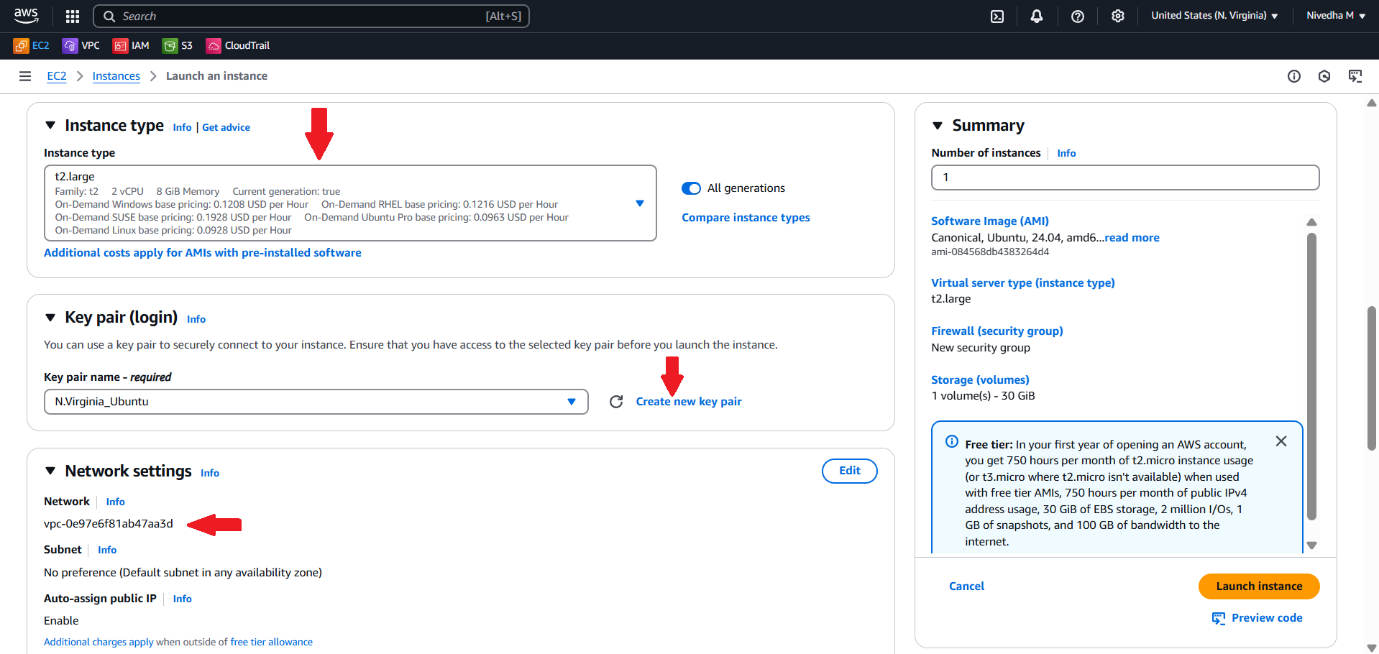 aws
Search [Alt+S]
United States (N. Virginia) Nivedha M
EC2 VPC IAM S3 CloudTrail
EC2 Instances Launch an instance
Instance type Info | Get advice
Instance type
t2.large
Family: t2 2 vCPU 8 GiB Memory Current generation: true
On-Demand Windows base pricing: 0.1208 USD per Hour On-Demand RHEL base pricing: 0.1216 USD per Hour
On-Demand SUSE base pricing: 0.1928 USD per Hour On-Demand Ubuntu Pro base pricing: 0.0963 USD per Hour
On-Demand Linux base pricing: 0.0928 USD per Hour
All generations
Compare instance types
Additional costs apply for AMIs with pre-installed software
Key pair (login) Info
You can use a key pair to securely connect to your instance. Ensure that you have access to the selected key pair before you launch the instance.
Key pair name - required
N.Virginia_Ubuntu
Create new key pair
Network settings Info
Edit
Network Info
vpc-0e97e6f81ab47aa3d
Subnet Info
No preference (Default subnet in any availability zone)
Auto-assign public IP Info
Enable
Additional charges apply when outside of free tier allowance
Summary
Number of instances Info
1
Software Image (AMI)
Canonical, Ubuntu, 24.04, amd6...read more
ami-084568db4383264d4
Virtual server type (instance type)
t2.large
Firewall (security group)
New security group
Storage (volumes)
1 volume(s) - 30 GiB
Free tier: In your first year of opening an AWS account,
you get 750 hours per month of t2.micro instance usage
(or t3.micro where t2.micro isn't available) when used
with free tier AMIs, 750 hours per month of public IPv4
address usage, 30 GiB of EBS storage, 2 million I/Os, 1
GB of snapshots, and 100 GB of bandwidth to the
internet.
Cancel
Launch instance
Preview code